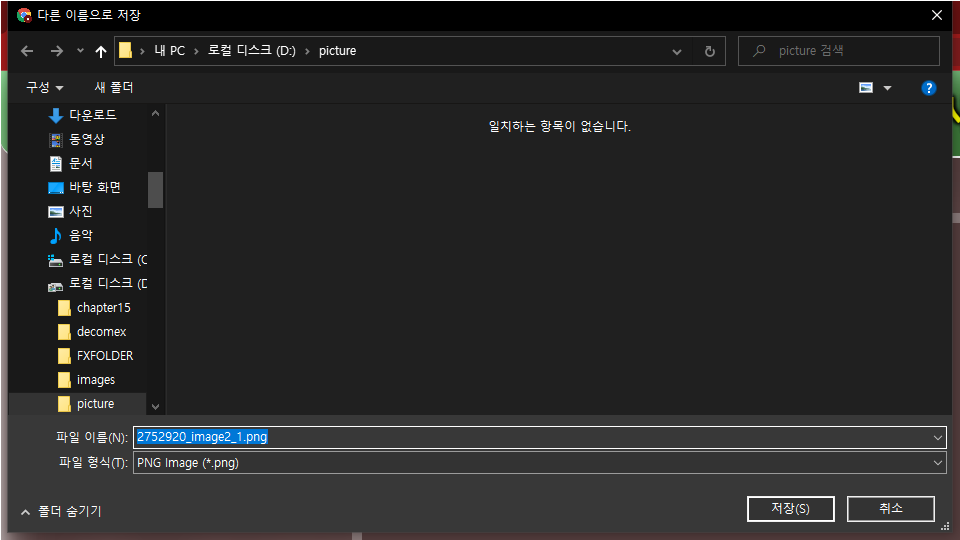 다른 이름으로 저장
내 PC
로컬 디스크 (D:)
picture
picture 검색
구성
새 폴더
다운로드
동영상
문서
바탕 화면
사진
음악
로컬 디스크 (C
로컬 디스크 (D
chapter15
decomex
FXFOLDER
images
picture
일치하는 항목이 없습니다.
파일 이름(N): 2752920_image2_1.png
파일 형식(T): PNG Image (*.png)
폴더 숨기기
저장(S)
취소